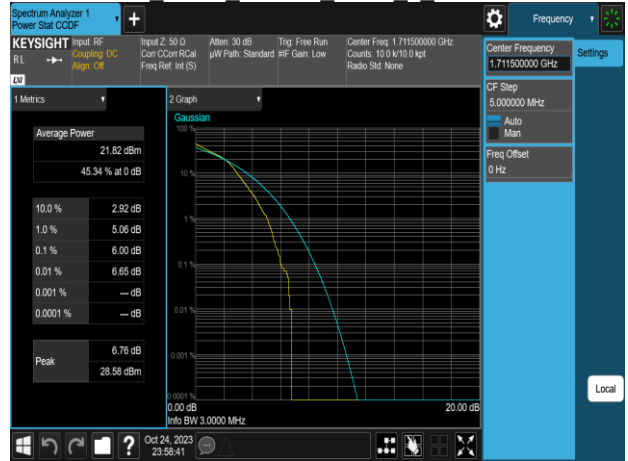 Spectrum Analyzer 1
Power Stat CCDF
Frequency
KEYSIGHT
RL
LXI
Input: RF
Coupling: DC
Align: Off
Input Z: 50 Ω
Corr CCorr RCal
Freq Ref: Int (S)
Atten: 30 dB
µW Path: Standard
Trig: Free Run
#IF Gain: Low
Center Freq: 1.711500000 GHz
Counts: 10.0 k/10.0 kpt
Radio Std: None
Center Frequency
1.711500000 GHz
Settings
CF Step
5.000000 MHz
Auto
Man
Freq Offset
0 Hz
Local
1 Metrics
Average Power
21.82 dBm
45.34 % at 0 dB
10.0 % 2.92 dB
1.0 % 5.06 dB
0.1 % 6.00 dB
0.01 % 6.65 dB
0.001 % --- dB
0.0001 % --- dB
Peak
6.76 dB
28.58 dBm
2 Graph
Gaussian
100 %
10 %
1 %
0.1 %
0.01 %
0.001 %
0.0001 %
0.00 dB
20.00 dB
Info BW 3.0000 MHz
Oct 24, 2023
23:58:41